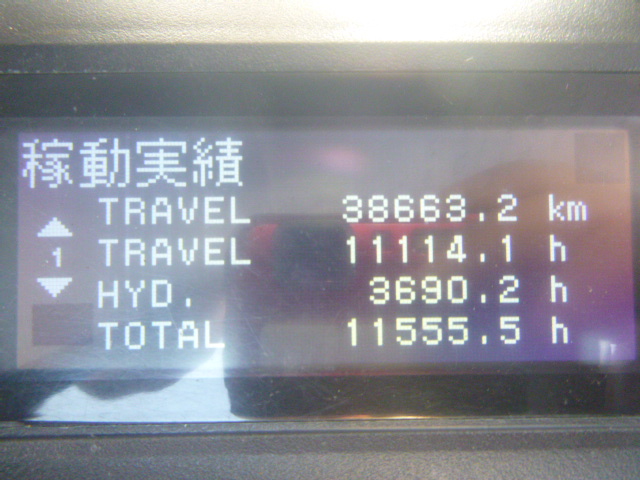 稼動実績
TRAVEL 38663.2 km
1
TRAVEL 11114.1 h
HYD. 3690.2 h
TOTAL 11555.5 h